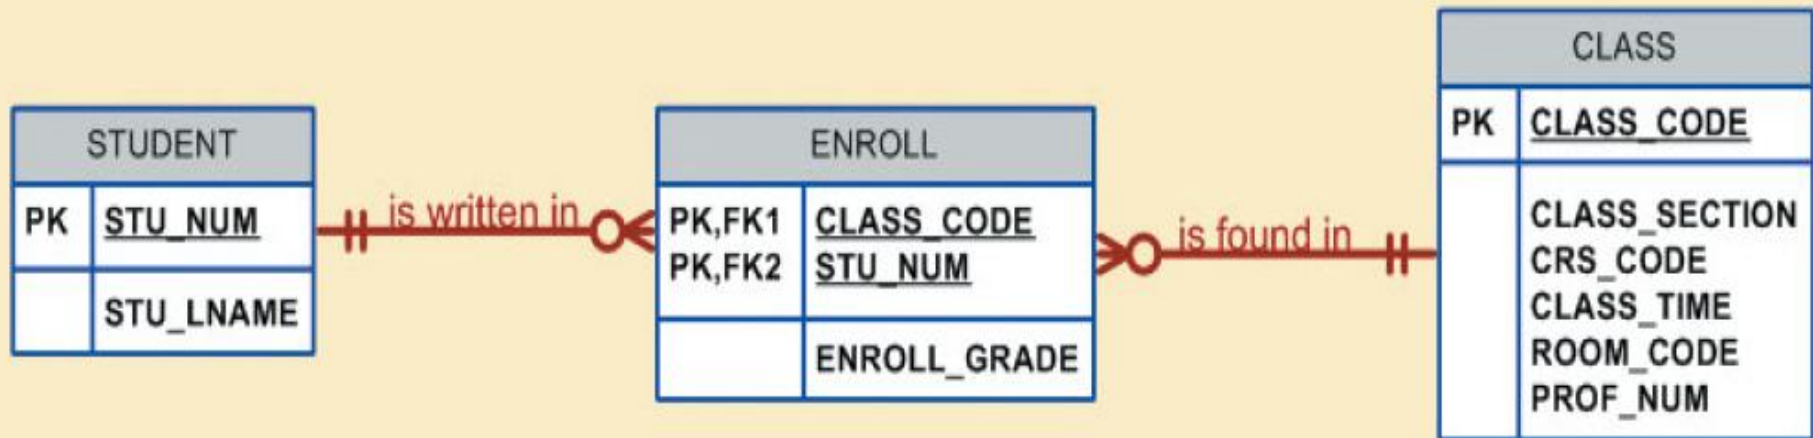 STUDENT
PK STU_NUM
STU_LNAME
is written in
ENROLL
PK,FK1 CLASS_CODE
PK,FK2 STU_NUM
ENROLL_GRADE
is found in
CLASS
PK CLASS_CODE
CLASS_SECTION
CRS_CODE
CLASS_TIME
ROOM_CODE
PROF_NUM